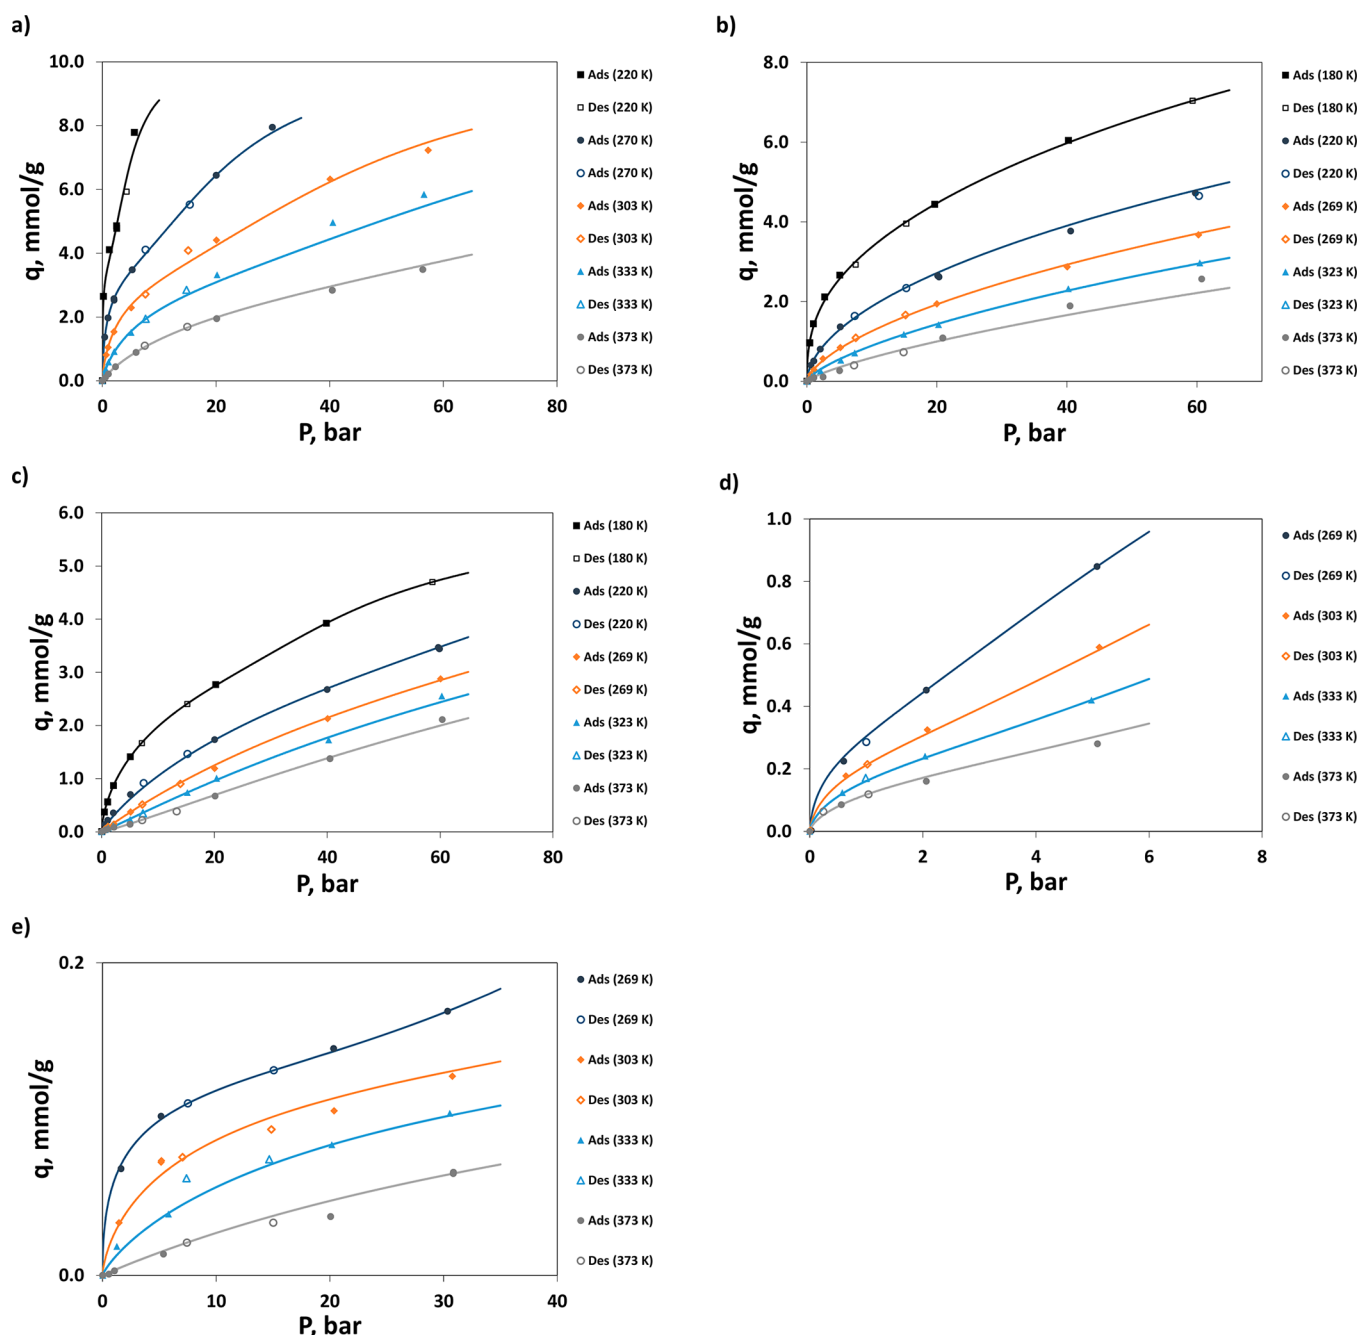 a)
10.0
8.0
6.0
4.0
2.0
0.0
q, mmol/g
0
20
40
60
80
P, bar
Ads (220 K)
Des (220 K)
Ads (270 K)
Ads (270 K)
Ads (303 K)
Des (303 K)
Ads (333 K)
Des (333 K)
Ads (373 K)
Des (373 K)
b)
8.0
6.0
4.0
2.0
0.0
q, mmol/g
0
20
40
60
P, bar
Ads (180 K)
Des (180 K)
Ads (220 K)
Des (220 K)
Ads (269 K)
Des (269 K)
Ads (323 K)
Des (323 K)
Ads (373 K)
Des (373 K)
c)
6.0
5.0
4.0
3.0
2.0
1.0
0.0
q, mmol/g
0
20
40
60
80
P, bar
Ads (180 K)
Des (180 K)
Ads (220 K)
Des (220 K)
Ads (269 K)
Des (269 K)
Ads (323 K)
Des (323 K)
Ads (373 K)
Des (373 K)
d)
1.0
0.8
0.6
0.4
0.2
0.0
q, mmol/g
0
2
4
6
8
P, bar
Ads (269 K)
Des (269 K)
Ads (303 K)
Des (303 K)
Ads (333 K)
Des (333 K)
Ads (373 K)
Des (373 K)
e)
0.2
0.0
q, mmol/g
0
10
20
30
40
P, bar
Ads (269 K)
Des (269 K)
Ads (303 K)
Des (303 K)
Ads (333 K)
Des (333 K)
Ads (373 K)
Des (373 K)